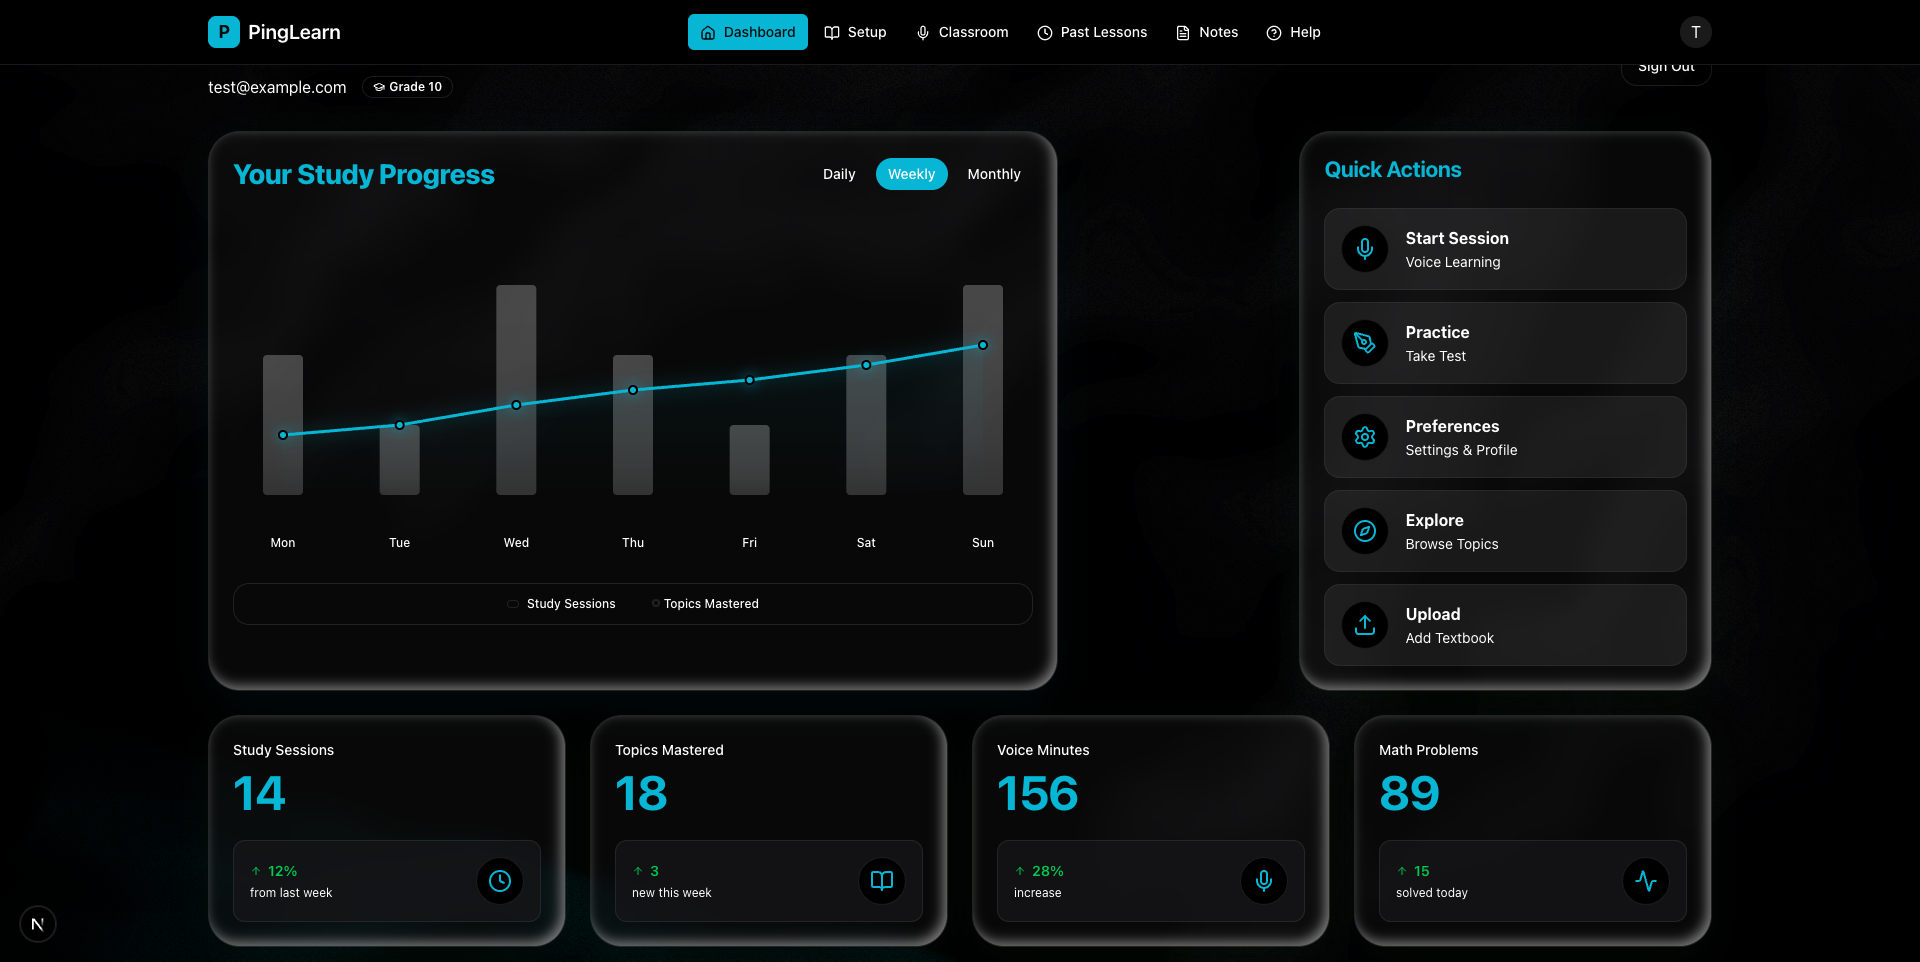 P PingLearn
Dashboard
Setup
Classroom
Past Lessons
Notes
Help
T
test@example.com
Grade 10
Sign Out
Your Study Progress
Daily
Weekly
Monthly
Mon
Tue
Wed
Thu
Fri
Sat
Sun
Study Sessions
Topics Mastered
Quick Actions
Start Session
Voice Learning
Practice
Take Test
Preferences
Settings & Profile
Explore
Browse Topics
Upload
Add Textbook
Study Sessions
14
↑ 12%
from last week
Topics Mastered
18
↑ 3
new this week
Voice Minutes
156
↑ 28%
increase
Math Problems
89
↑ 15
solved today
N